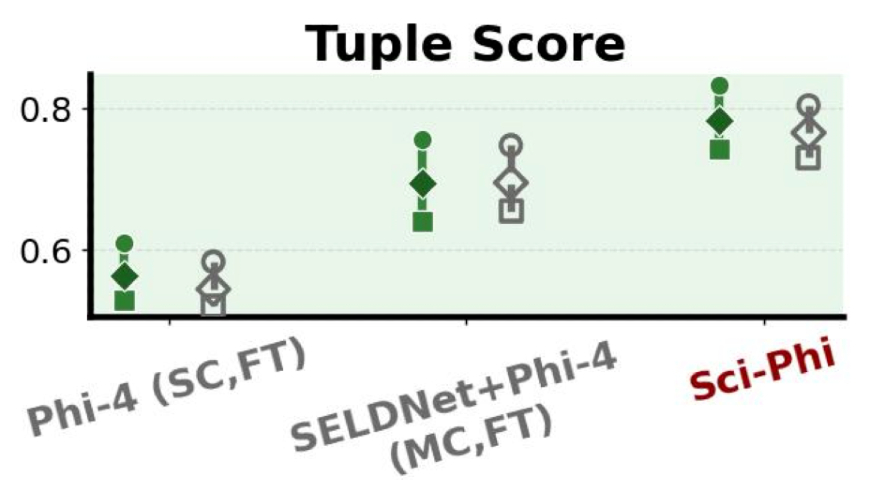 Tuple Score
0.8
0.6
Phi-4 (SC,FT)
SELDNet+Phi-4
(MC,FT)
Sci-Phi